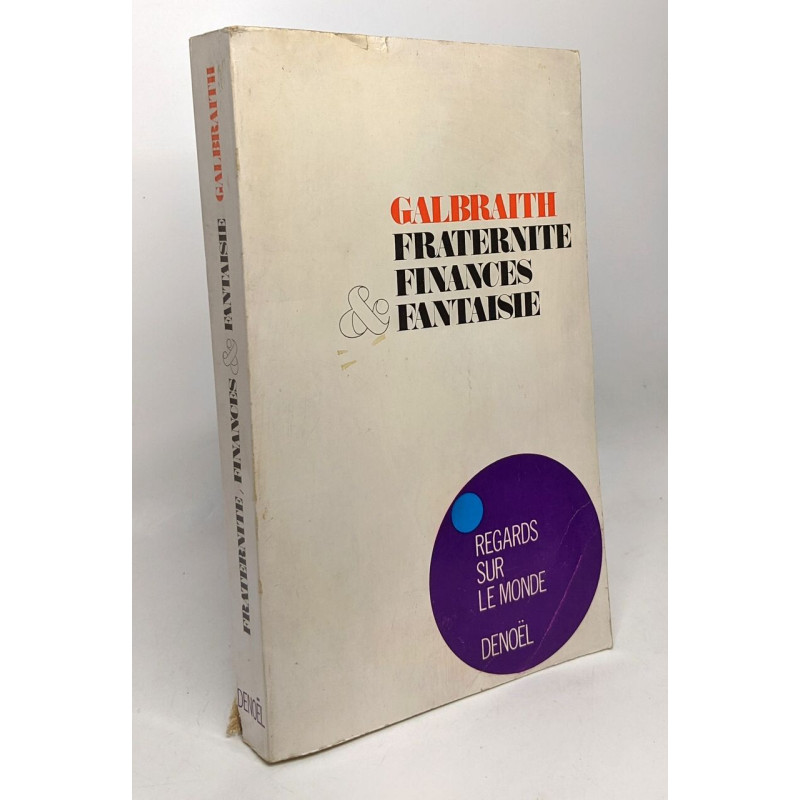 GALBRAITH
FRATERNITE
FINANCES
& FANTAISIE
REGARDS
SUR
LE MONDE
DENOËL
GALBRAITH
FRATERNITE / FINANCES & FANTAISIE
DENOËL